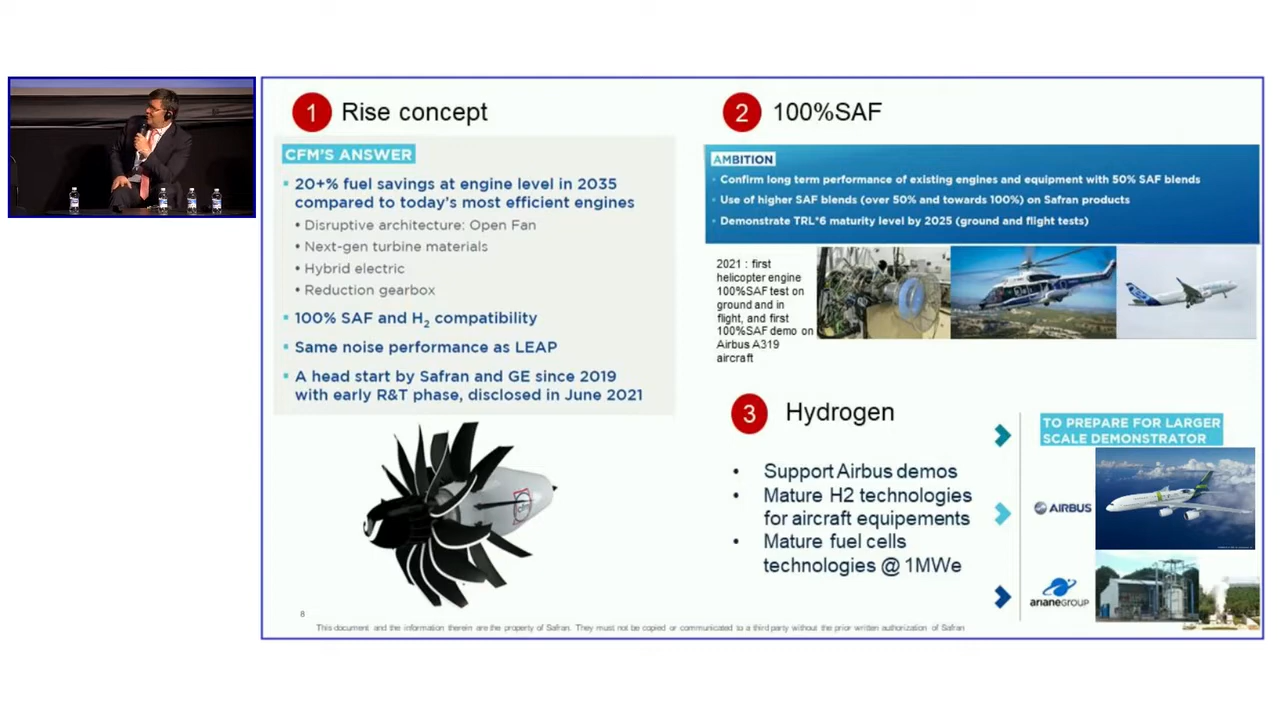 1 Rise concept
CFM'S ANSWER
20+% fuel savings at engine level in 2035
compared to today's most efficient engines
• Disruptive architecture: Open Fan
• Next-gen turbine materials
• Hybrid electric
• Reduction gearbox
100% SAF and H2 compatibility
Same noise performance as LEAP
A head start by Safran and GE since 2019
with early R&T phase, disclosed in June 2021
2 100%SAF
AMBITION
• Confirm long term performance of existing engines and equipment with 50% SAF blends
• Use of higher SAF blends (over 50% and towards 100%) on Safran products
• Demonstrate TRL*6 maturity level by 2025 (ground and flight tests)
2021 : first
helicopter engine
100%SAF test on
ground and in
flight, and first
100%SAF demo on
Airbus A319
aircraft
3 Hydrogen
• Support Airbus demos
• Mature H2 technologies
for aircraft equipements
• Mature fuel cells
technologies @ 1MWe
TO PREPARE FOR LARGER
SCALE DEMONSTRATOR
AIRBUS
arianeGROUP
8
This document and the information therein are the property of Safran. They must not be copied or communicated to a third party without the prior written authorization of Safran